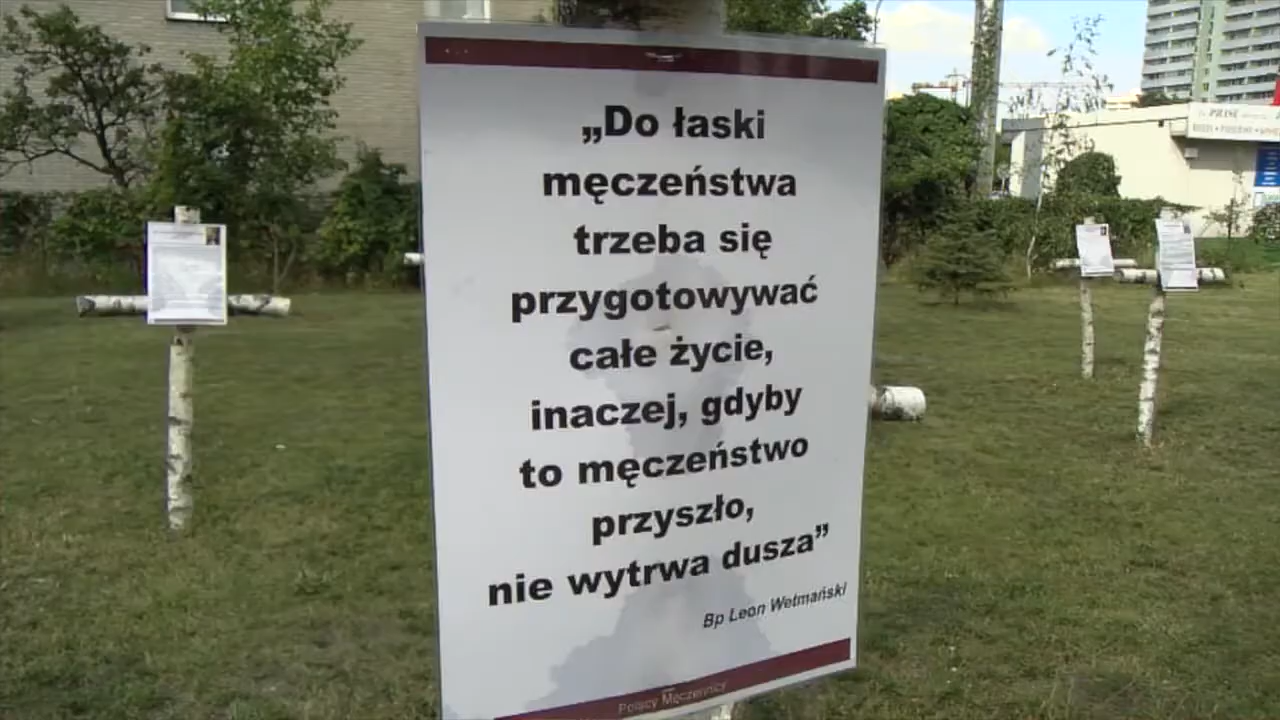 „Do łaski
męczeństwa
trzeba się
przygotowywać
całe życie,
inaczej, gdyby
to męczeństwo
przyszło,
nie wytrwa dusza”
Bp Leon Wetmański
Polscy Męczennicy